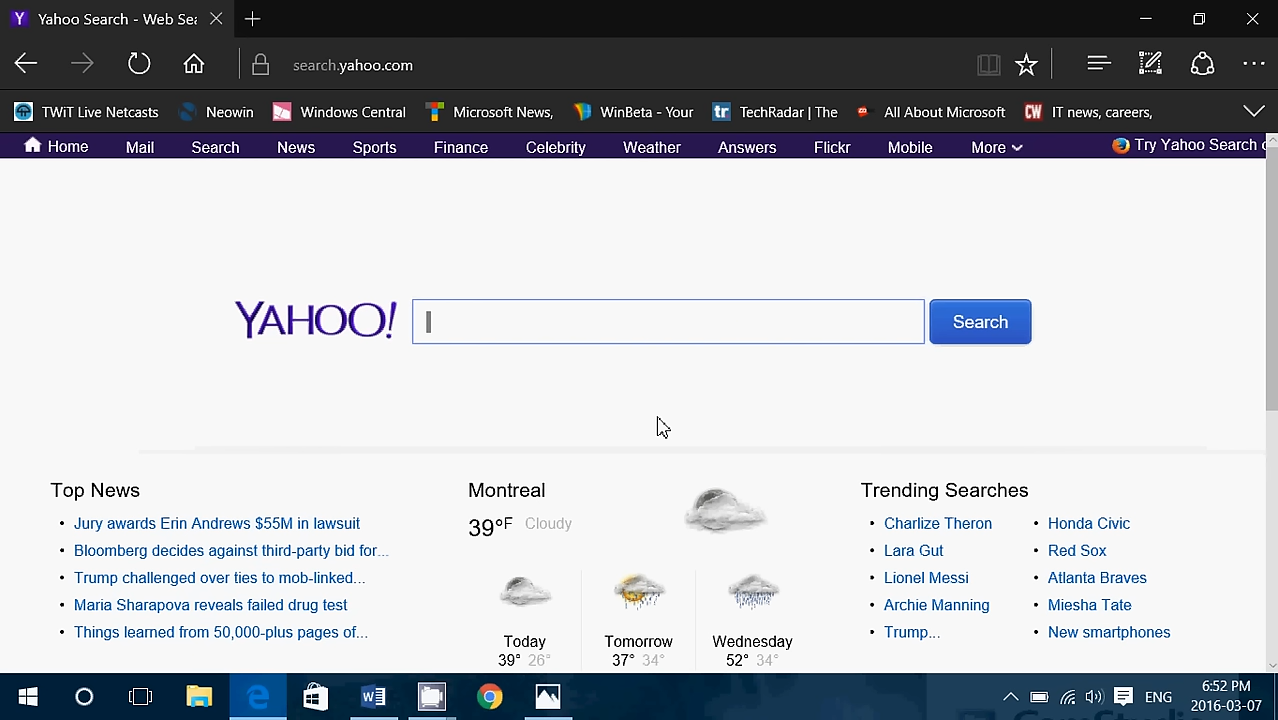 Y Yahoo Search - Web Sea
search.yahoo.com
TWiT Live Netcasts Neowin Windows Central Microsoft News, WinBeta - Your tr TechRadar | The All About Microsoft CW IT news, careers,
Home Mail Search News Sports Finance Celebrity Weather Answers Flickr Mobile More Try Yahoo Search
YAHOO! Search
Top News
Jury awards Erin Andrews $55M in lawsuit
Bloomberg decides against third-party bid for...
Trump challenged over ties to mob-linked...
Maria Sharapova reveals failed drug test
Things learned from 50,000-plus pages of...
Montreal
39°F Cloudy
Today Tomorrow Wednesday
39° 26° 37° 34° 52° 34°
Trending Searches
Charlize Theron Honda Civic
Lara Gut Red Sox
Lionel Messi Atlanta Braves
Archie Manning Miesha Tate
Trump... New smartphones
ENG 6:52 PM
2016-03-07